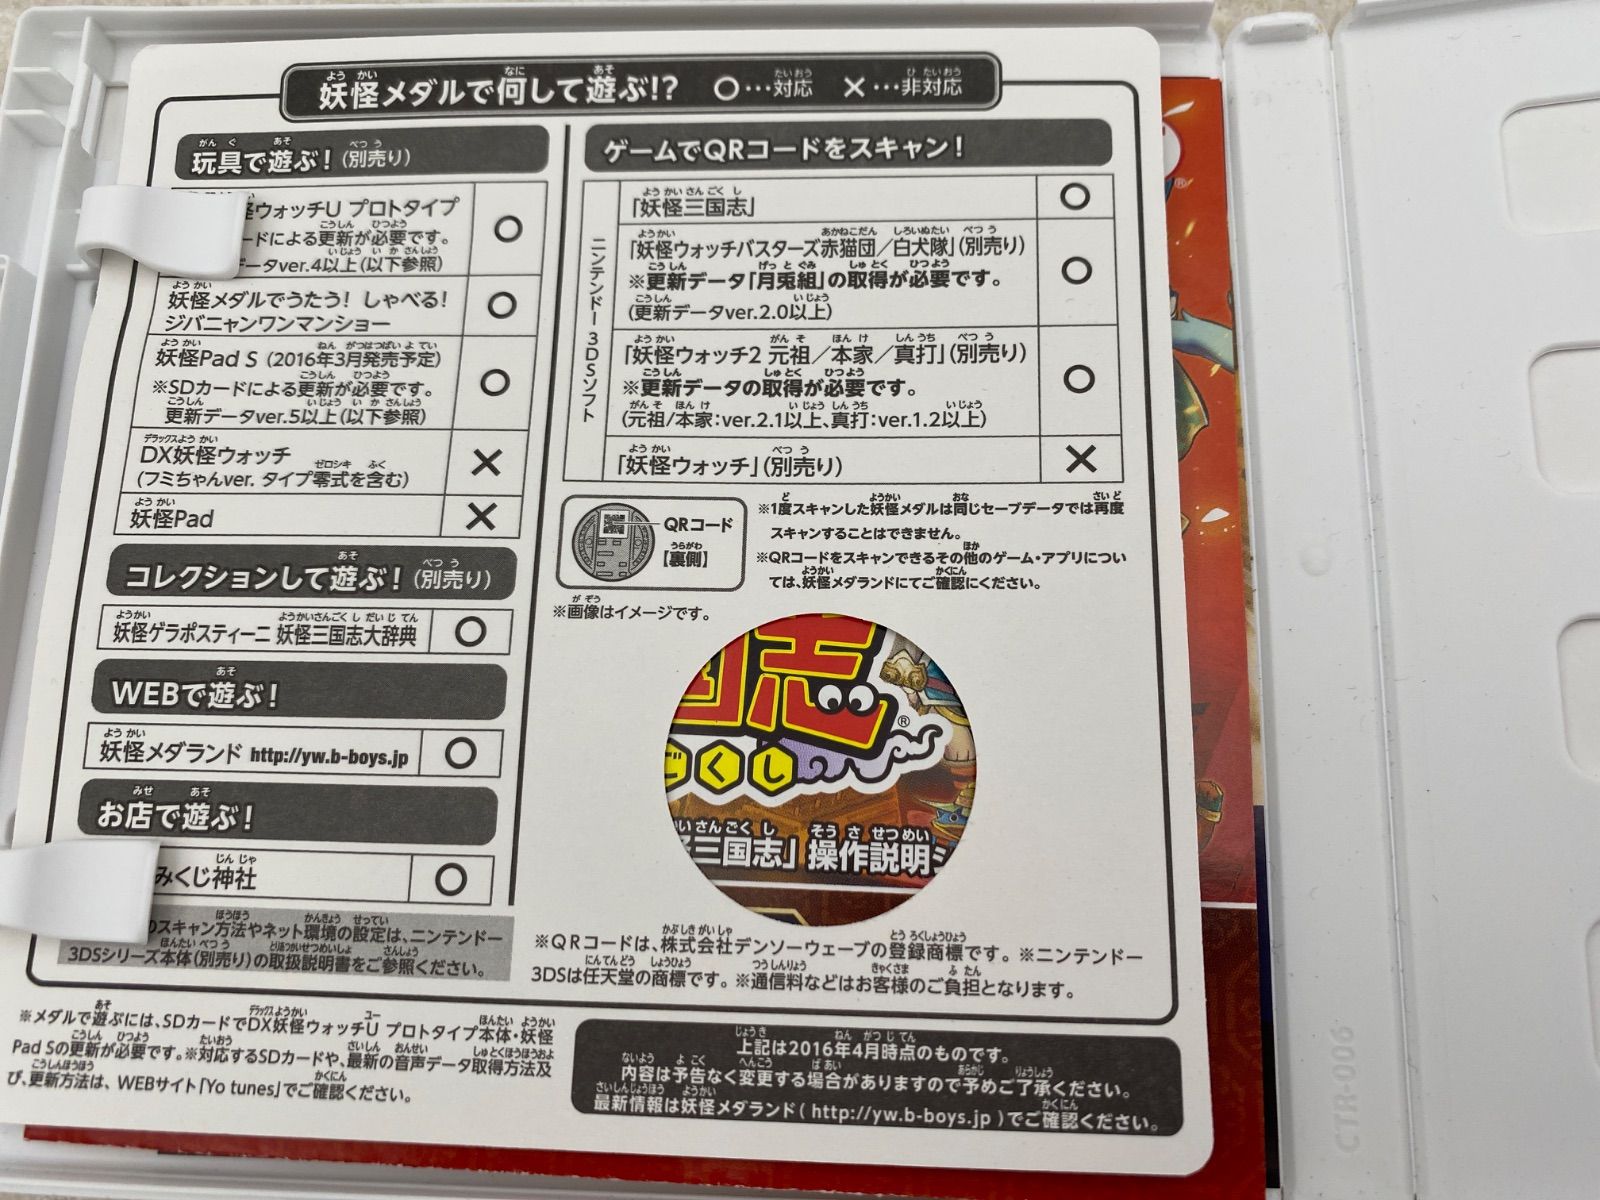 妖怪メダルで何して遊ぶ!? ○…対応 ×…非対応
玩具で遊ぶ！(別売り)
怪ウォッチU プロトタイプ ○
ードによる更新が必要です。
データver.4以上(以下参照)
妖怪メダルでうたう！しゃべる！ ○
ジバニャンワンマンショー
妖怪Pad S (2016年3月発売予定) ○
※SDカードによる更新が必要です。
更新データver.5以上(以下参照)
DX妖怪ウォッチ ×
(フミちゃんver. タイプ零式を含む)
妖怪Pad ×
コレクションして遊ぶ！(別売り)
妖怪ゲラポスティーニ 妖怪三国志大辞典 ○
WEBで遊ぶ！
妖怪メダランド http://yw.b-boys.jp ○
お店で遊ぶ！
みくじ神社 ○
のスキャン方法やネット環境の設定は、ニンテンドー
3DSシリーズ本体(別売り)の取扱説明書をご参照ください。
ゲームでQRコードをスキャン！
ニンテンドー3DSソフト
「妖怪三国志」 ○
「妖怪ウォッチバスターズ赤猫団／白犬隊」(別売り) ○
※更新データ「月兎組」の取得が必要です。
(更新データver.2.0以上)
「妖怪ウォッチ2 元祖／本家／真打」(別売り) ○
※更新データの取得が必要です。
(元祖/本家：ver.2.1以上、真打：ver.1.2以上)
「妖怪ウォッチ」(別売り) ×
QRコード
【裏側】
※画像はイメージです。
※1度スキャンした妖怪メダルは同じセーブデータでは再度
スキャンすることはできません。
※QRコードをスキャンできるその他のゲーム・アプリについ
ては、妖怪メダランドにてご確認にください。
国志®
ごくし
怪三国志」操作説明シ
※QRコードは、株式会社デンソーウェーブの登録商標です。※ニンテンドー
3DSは任天堂の商標です。※通信料などはお客様のご負担となります。
※メダルで遊ぶには、SDカードでDX妖怪ウォッチU プロトタイプ本体・妖怪
Pad Sの更新が必要です。※対応するSDカードや、最新の音声データ取得方法及
び、更新方法は、WEBサイト「Yo tunes」でご確認ください。
上記は2016年4月時点のものです。
内容は予告なく変更する場合がありますので予めご了承ください。
最新情報は妖怪メダランド( http://yw.b-boys.jp )でご確認ください。
CTR-006